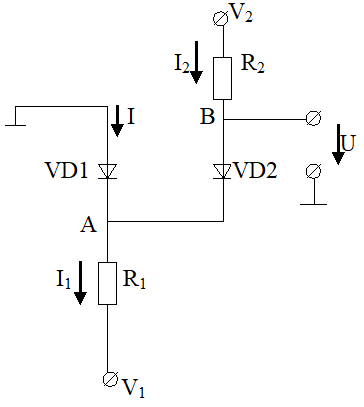 V₂
I₂ R₂
I B
VD1 VD2 U
A
I₁ R₁
V₁